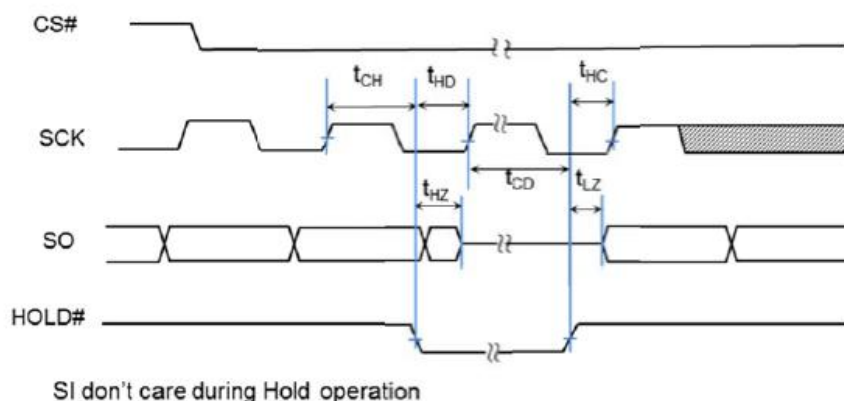 CS#
tCH tHD tHC
SCK
tHZ tCD tLZ
SO
HOLD#
SI don't care during Hold operation